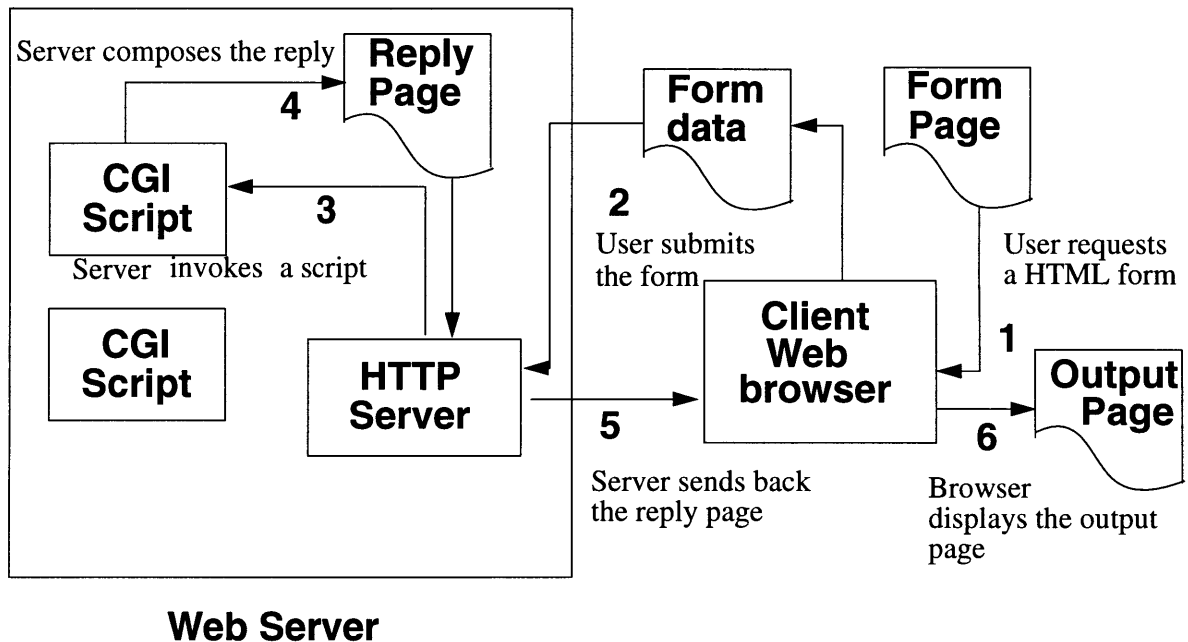 Server composes the reply
Reply
Page
4
CGI
Script
3
Server invokes a script
CGI
Script
HTTP
Server
Form
data
2
User submits
the form
Form
Page
User requests
a HTML form
1
Client
Web
browser
5
Server sends back
the reply page
Output
Page
6
Browser
displays the output
page
Web Server